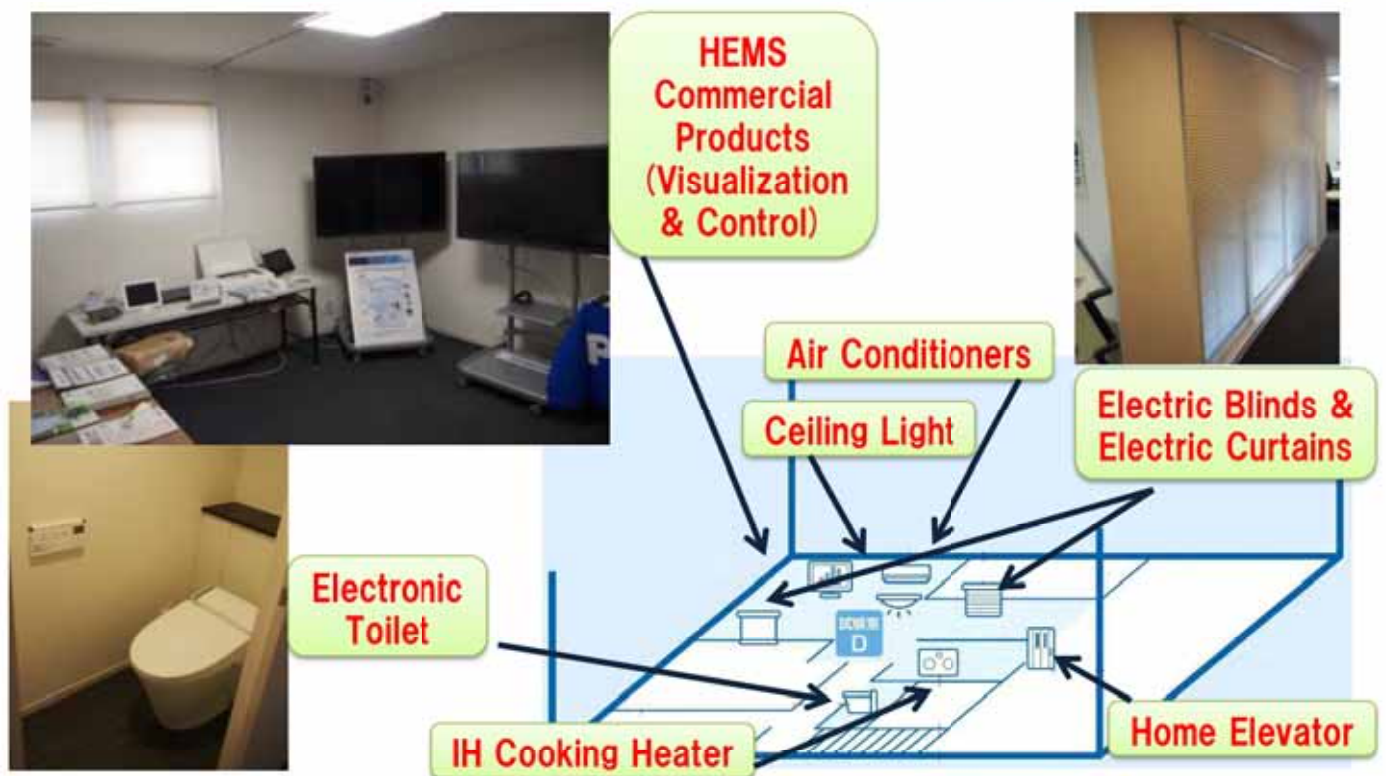 HEMS
Commercial
Products
(Visualization
& Control)
Air Conditioners
Ceiling Light
Electric Blinds &
Electric Curtains
Electronic
Toilet
D
IH Cooking Heater
Home Elevator